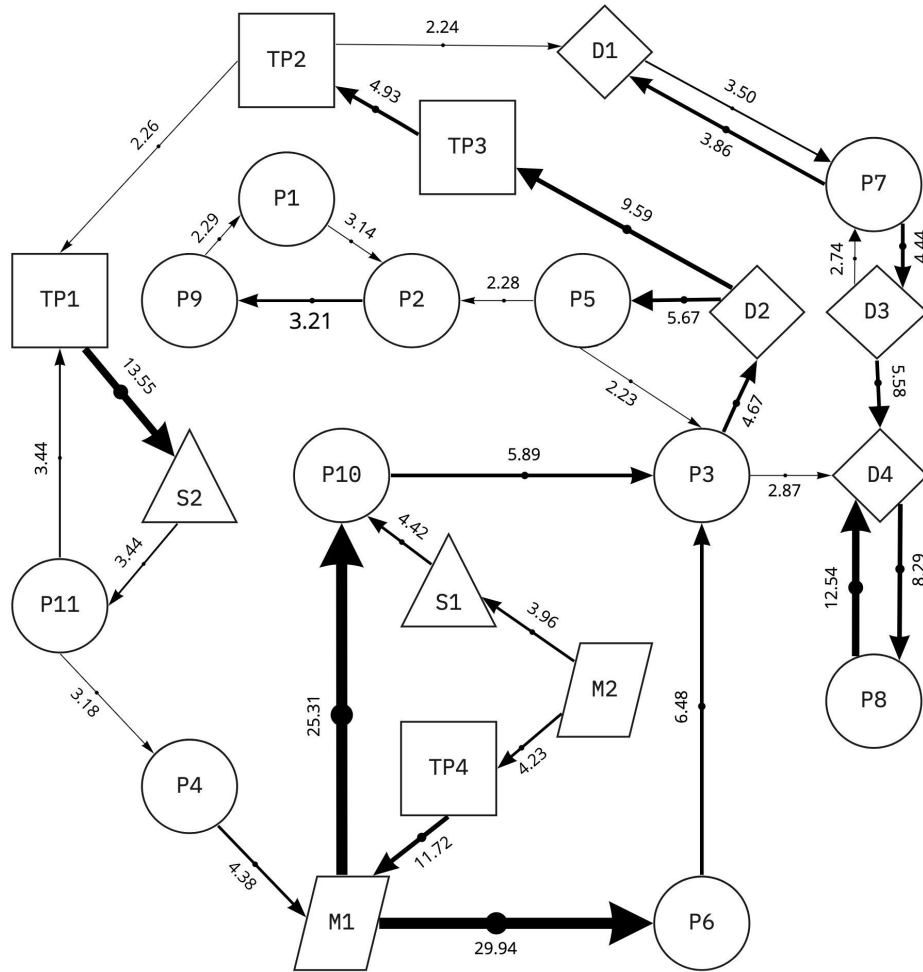 2.24
D1
TP2
4.93
3.50
2.26
TP3
3.86
P7
P1
9.59
2.29
3.14
2.74
4.44
TP1
P9
P2
2.28
P5
D2
D3
3.21
5.67
13.55
2.23
4.67
5.58
3.44
P10
5.89
P3
2.87
D4
S2
4.42
3.44
12.54
8.29
P11
S1
3.96
3.18
25.31
M2
6.48
P8
TP4
4.23
P4
11.72
4.38
M1
29.94
P6